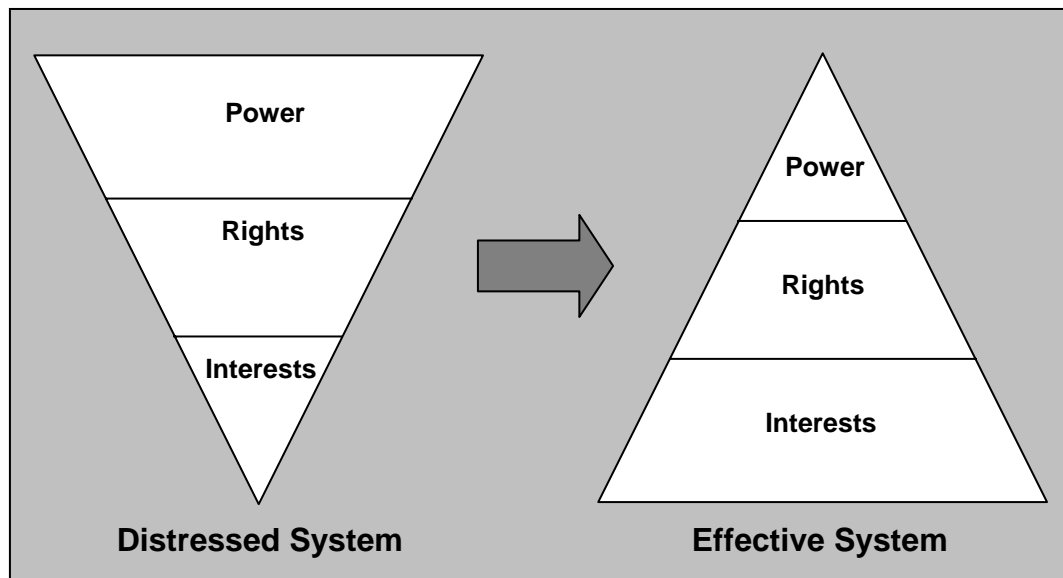 Power
Rights
Interests
Distressed System
Power
Rights
Interests
Effective System